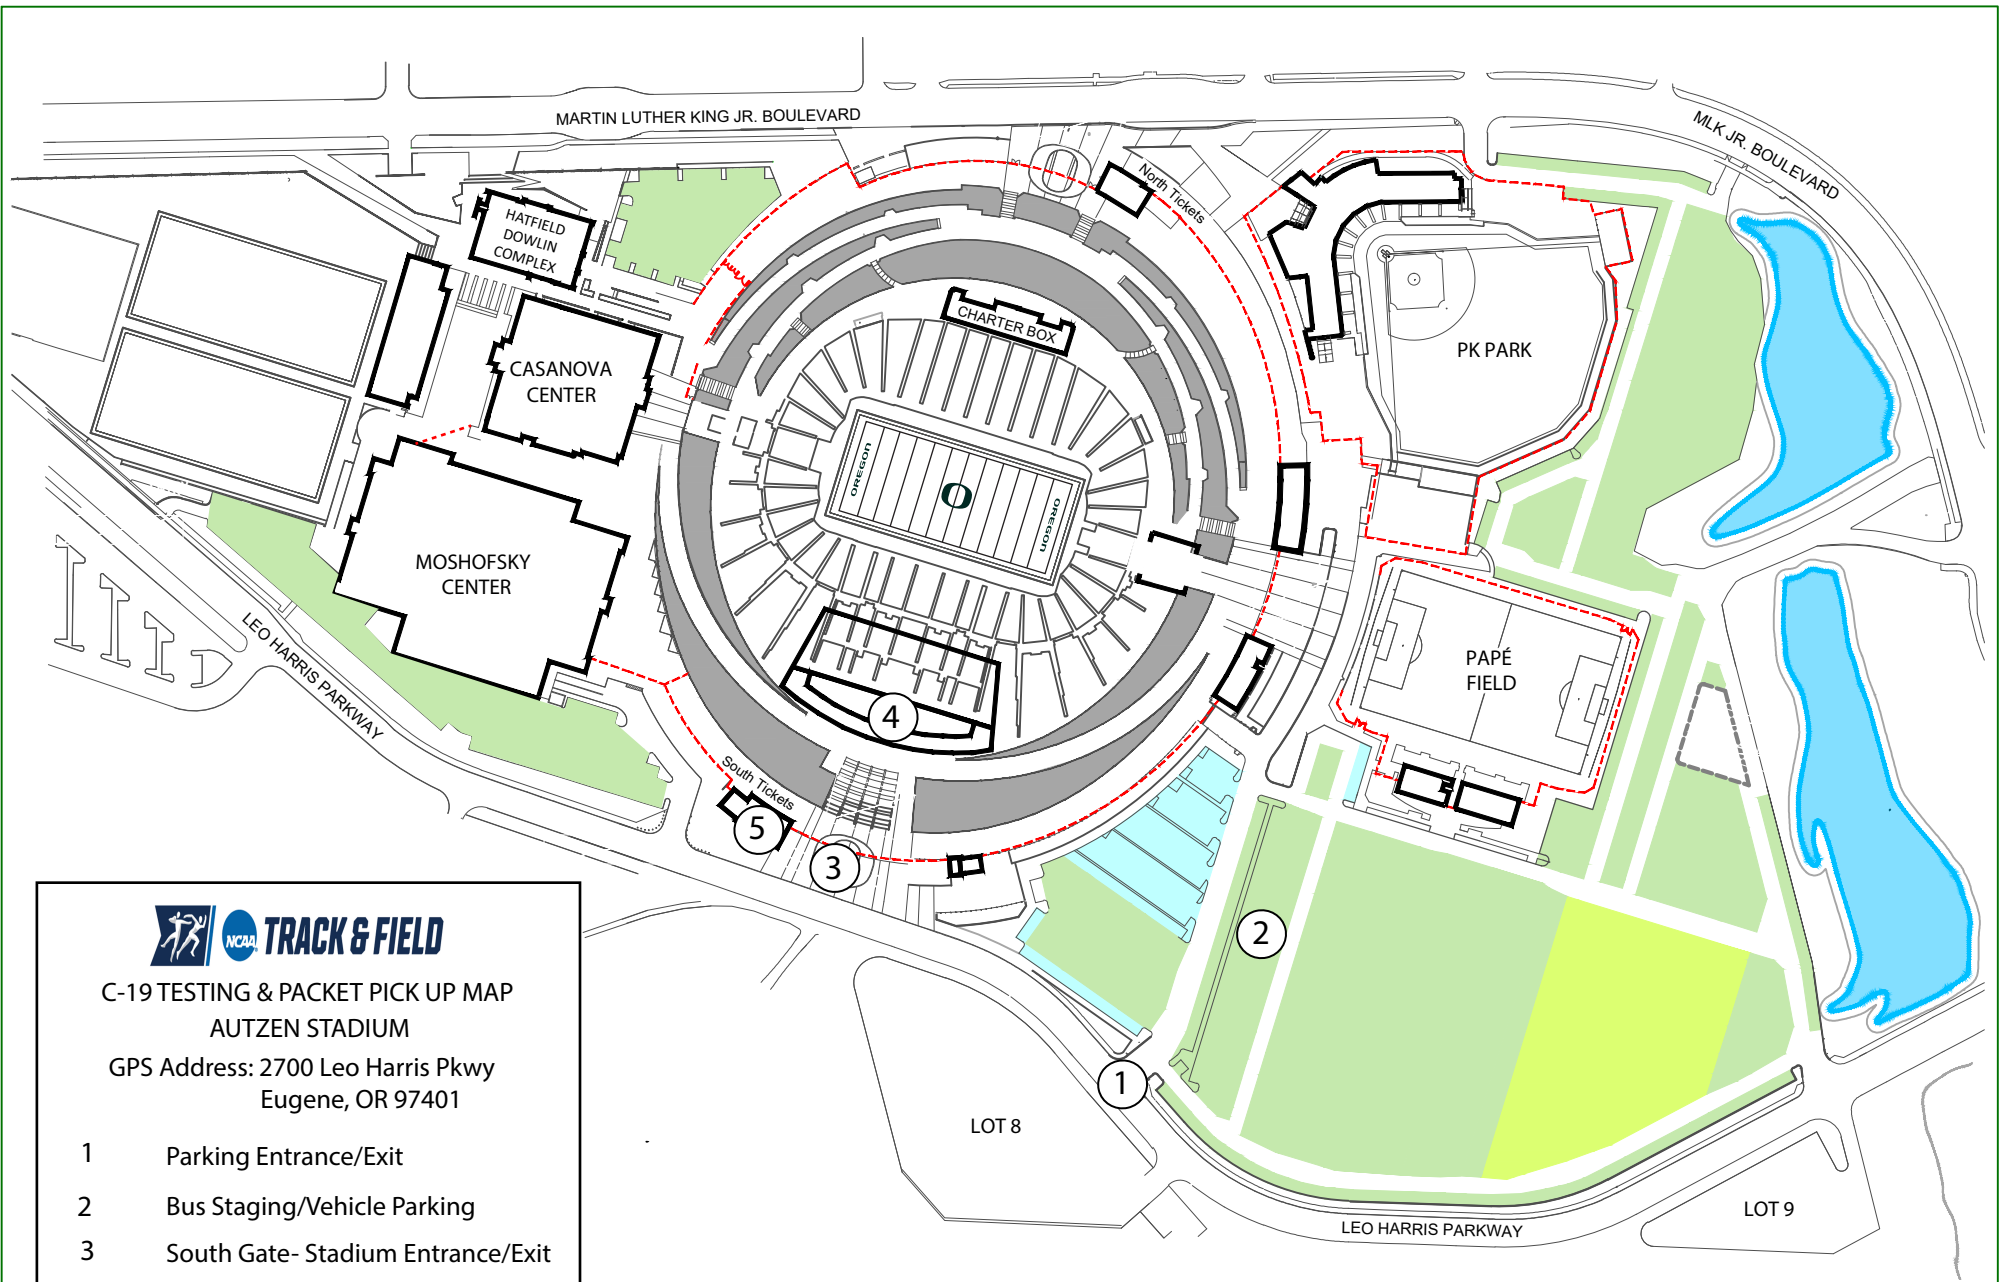 MARTIN LUTHER KING JR. BOULEVARD
MLK JR. BOULEVARD
North Tickets
HATFIELD
DOWLIN
COMPLEX
CHARTER BOX
CASANOVA
CENTER
PK PARK
OREGON
O
OREGON
MOSHOFSKY
CENTER
LEO HARRIS PARKWAY
PAPÉ
FIELD
4
South Tickets
5
3
2
1
LOT 8
LOT 9
LEO HARRIS PARKWAY
NCAA TRACK & FIELD
C-19 TESTING & PACKET PICK UP MAP
AUTZEN STADIUM
GPS Address: 2700 Leo Harris Pkwy
Eugene, OR 97401
1 Parking Entrance/Exit
2 Bus Staging/Vehicle Parking
3 South Gate- Stadium Entrance/Exit